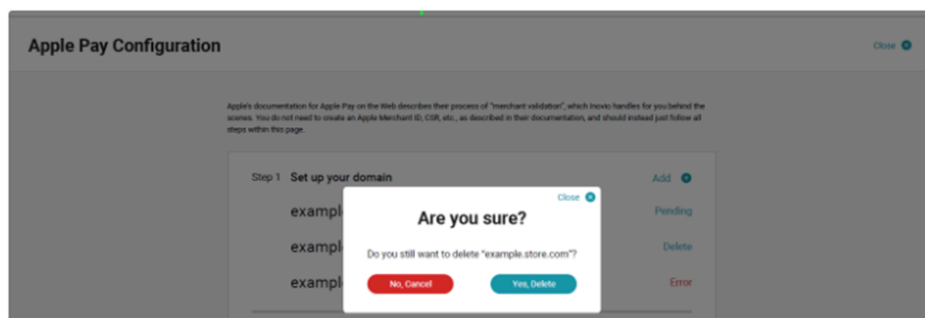 Apple Pay Configuration
Close
Apple's documentation for Apple Pay on the Web describes their process of "merchant validation", which Inovio handles for you behind the
scenes. You do not need to create an Apple Merchant ID, CSR, etc., as described in their documentation, and should instead just follow all
steps within this page.
Step 1 Set up your domain
Add
Close
Are you sure?
exampl
Pending
Do you still want to delete "example.store.com"?
exampl
Delete
No, Cancel
Yes, Delete
exampl
Error